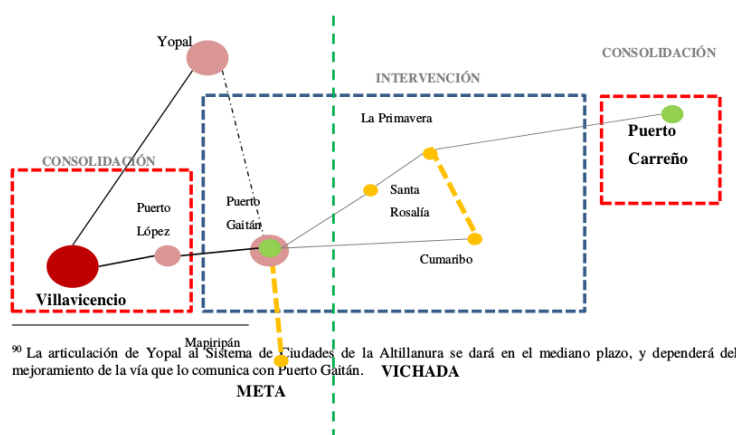 Yopal
CONSOLIDACIÓN
INTERVENCIÓN
La Primavera
Puerto
Carreño
CONSOLIDACIÓN
Puerto
López
Puerto
Gaitán
Santa
Rosalía
Cumaribo
Villavicencio
Mapiripán
90 La articulación de Yopal al Sistema de Ciudades de la Altillanura se dará en el mediano plazo, y dependerá del
mejoramiento de la vía que lo comunica con Puerto Gaitán.
VICHADA
META